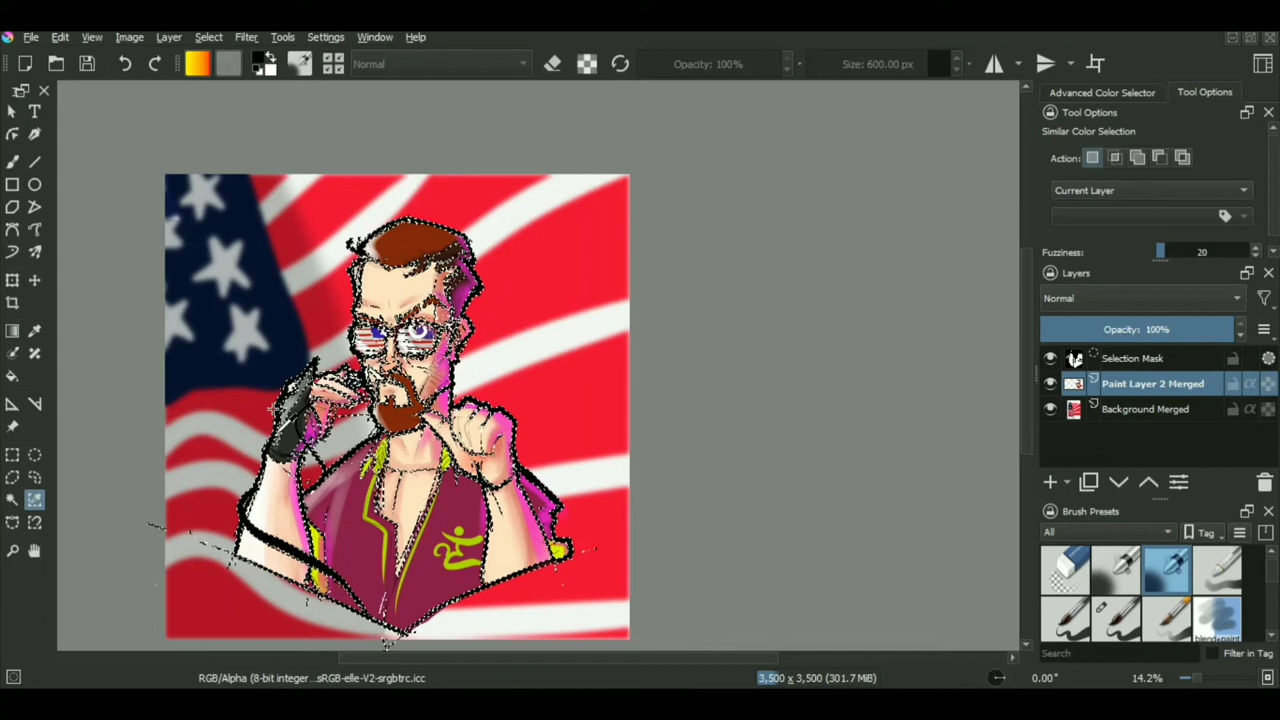 File Edit View Image Layer Select Filter Tools Settings Window Help
Normal
Opacity: 100%
Size: 600.00 px
Advanced Color Selector
Tool Options
Tool Options
Similar Color Selection
Action:
Current Layer
Fuzziness:
20
Layers
Normal
Opacity: 100%
Selection Mask
Paint Layer 2 Merged
Background Merged
Brush Presets
All
Tag
blend+paint
Search
Filter in Tag
RGB/Alpha (8-bit integer ...sRGB-elle-V2-srgbtrc.icc
3,500 x 3,500 (301.7 MiB)
0.00°
14.2%